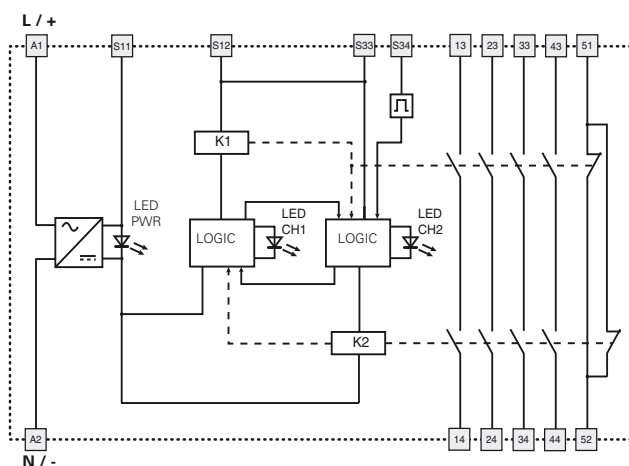 L / +
A1
S11
S12
S33
S34
13
23
33
43
51
K1
LED
PWR
LOGIC
LED
CH1
LOGIC
LED
CH2
K2
A2
14
24
34
44
52
N / -